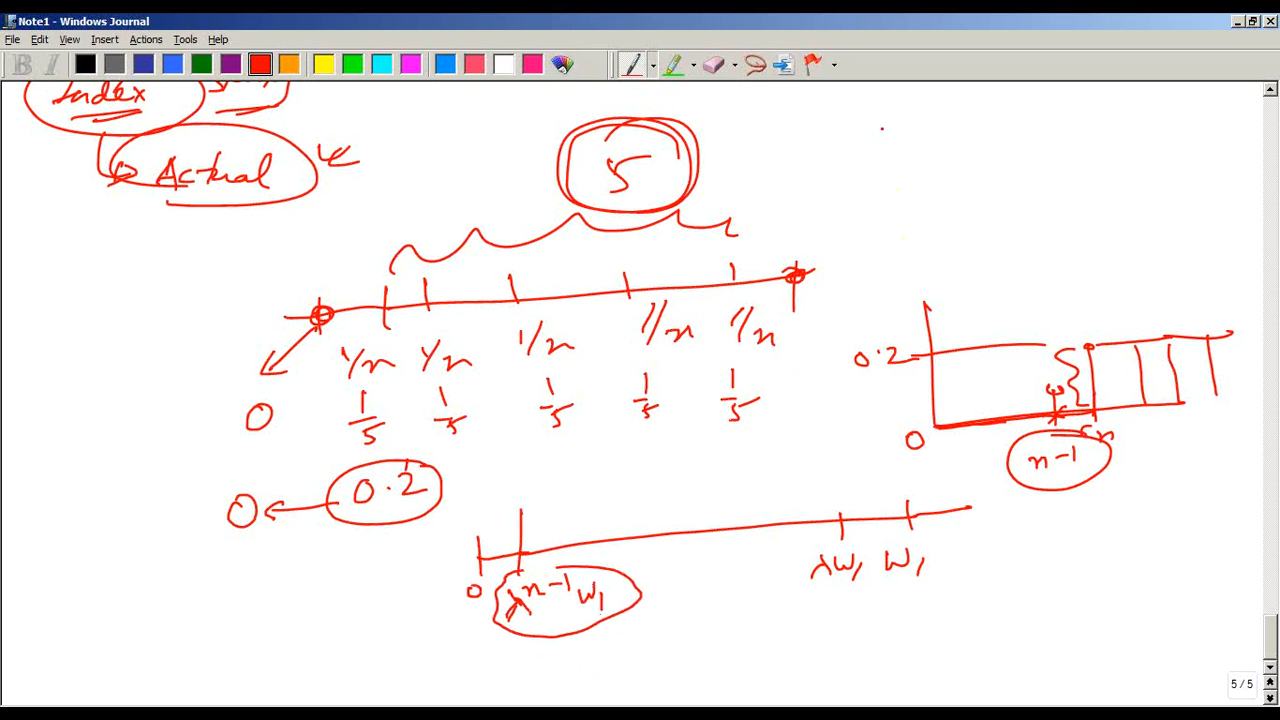 Note1 - Windows Journal
File Edit View Insert Actions Tools Help
B I
Index
Actual
5
1/n 1/n 1/n 1/n 1/n
0 1/5 1/5 1/5 1/5 1/5
0.2
0
n
n-1
0 ← 0.2
0 λ^{n-1}W₁ λW₁ W₁
5 / 5